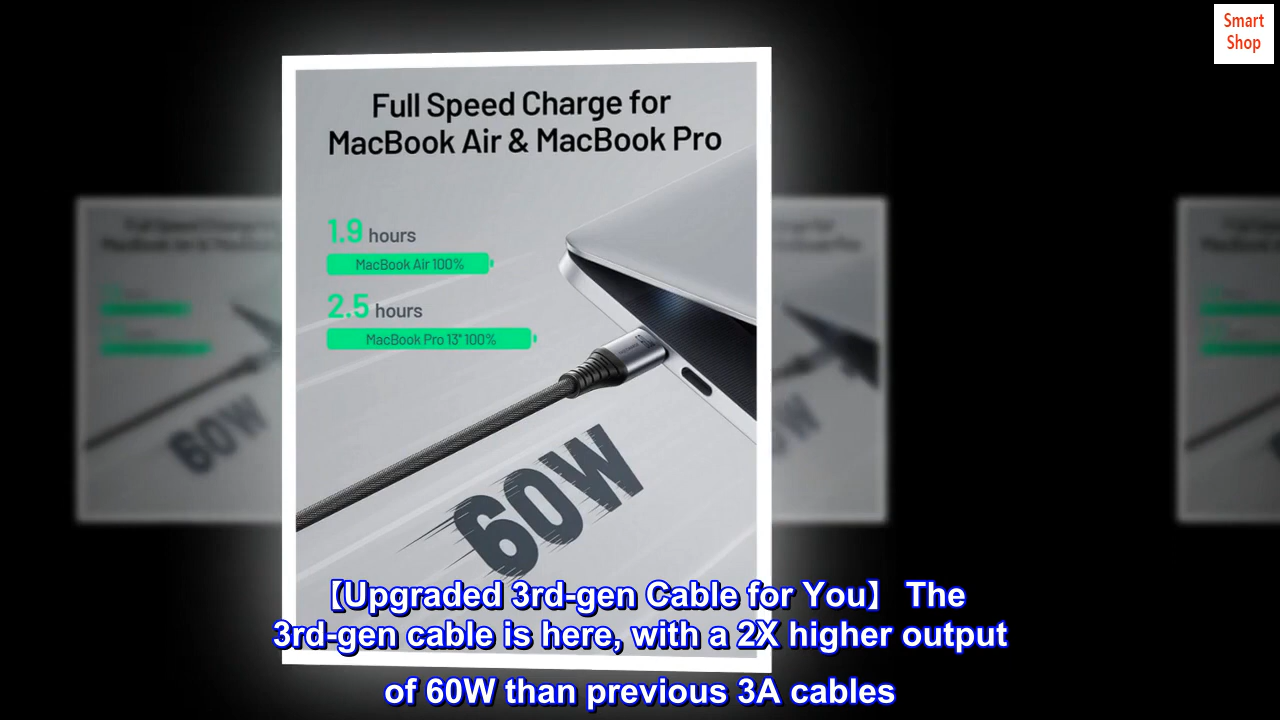 Smart
Shop
Full Speed Charge for
MacBook Air & MacBook Pro
1.9 hours
MacBook Air 100%
2.5 hours
MacBook Pro 13" 100%
60W
60W
【Upgraded 3rd-gen Cable for You】 The
3rd-gen cable is here, with a 2X higher output
of 60W than previous 3A cables